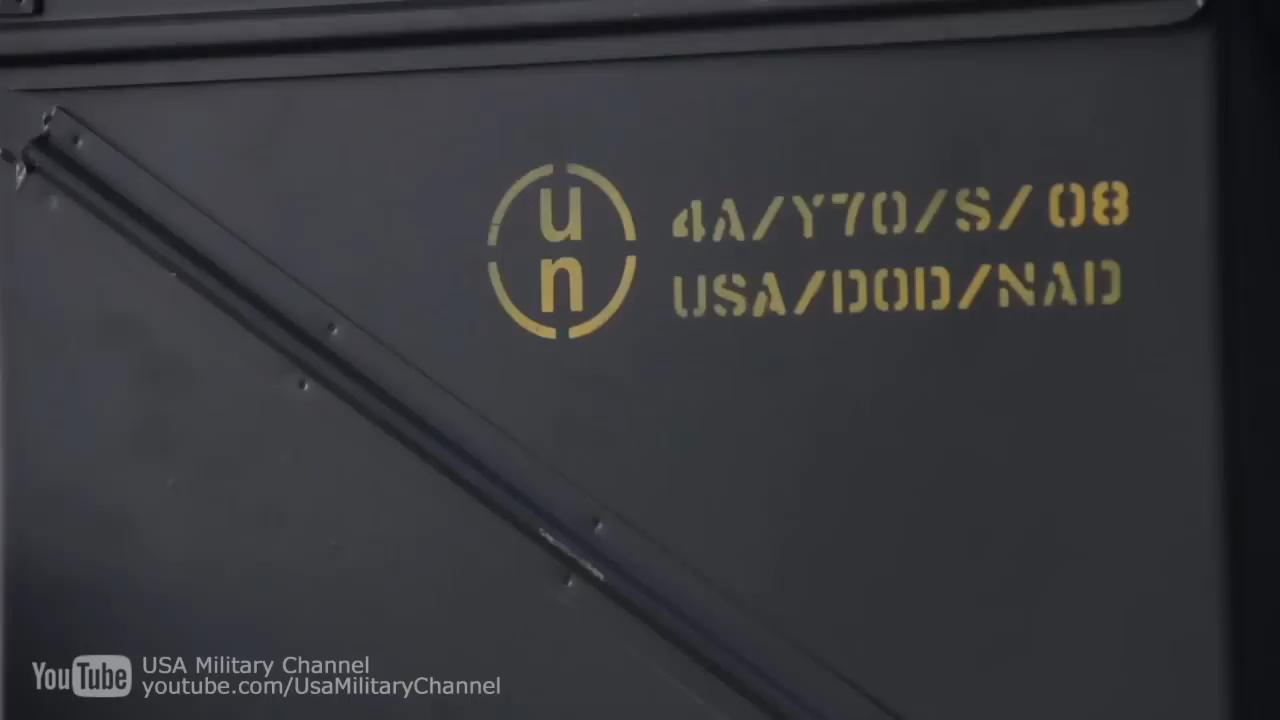 u
n
4A/Y70/S/08
USA/DOD/NAD
YouTube
USA Military Channel
youtube.com/UsaMilitaryChannel